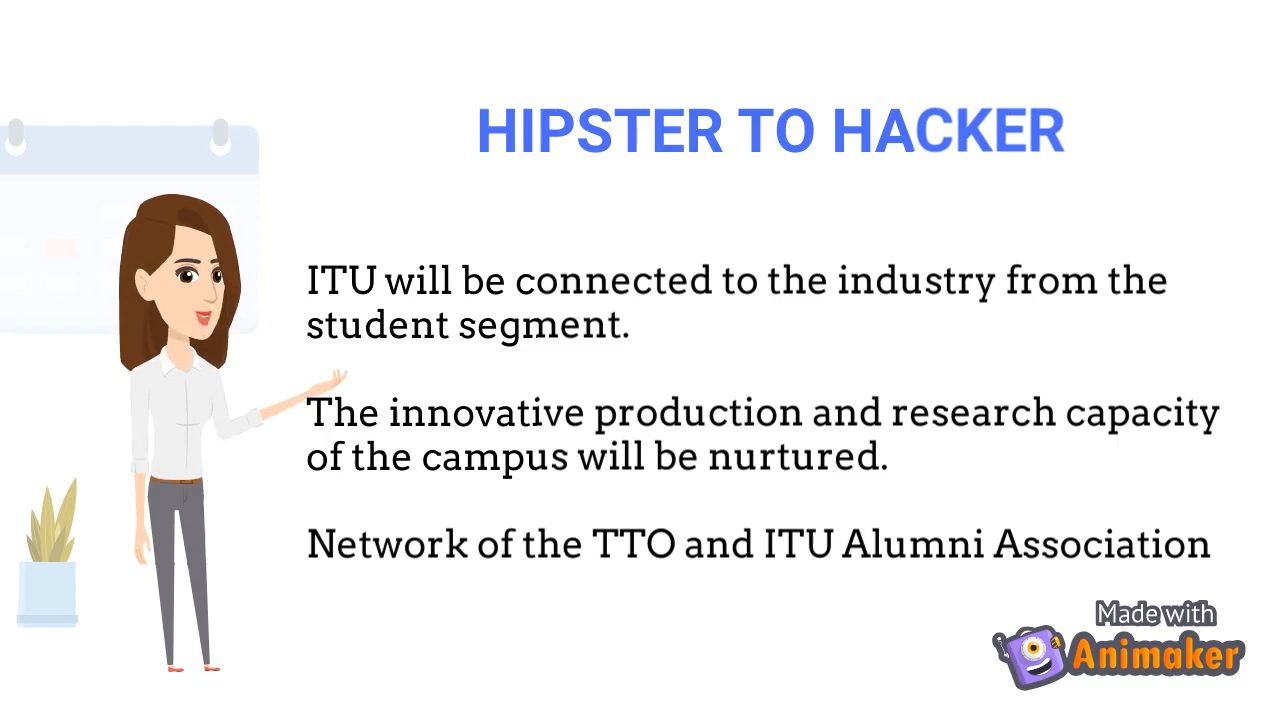 HIPSTER TO HACKER
ITU will be connected to the industry from the
student segment.
The innovative production and research capacity
of the campus will be nurtured.
Network of the TTO and ITU Alumni Association
Made with
Animaker